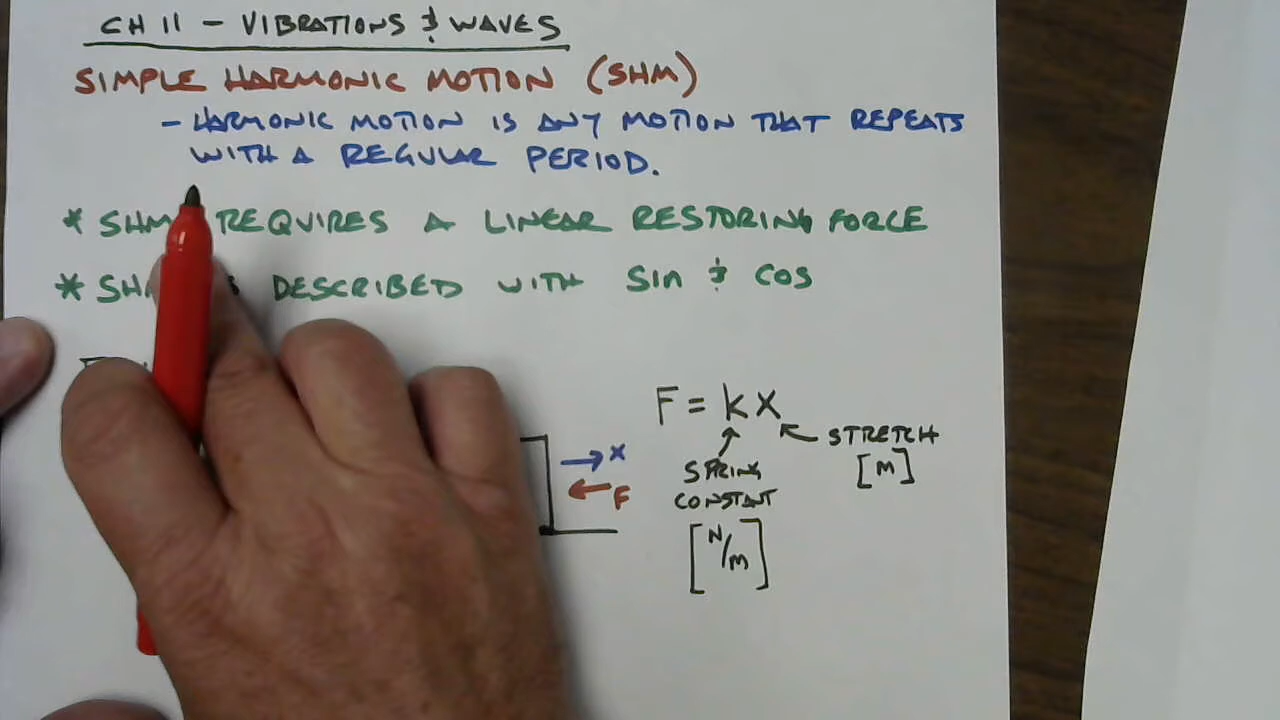 CH 11 - VIBRATIONS & WAVES
SIMPLE HARMONIC MOTION (SHM)
- HARMONIC MOTION IS ANY MOTION THAT REPEATS
WITH A REGULAR PERIOD.
* SHM REQUIRES A LINEAR RESTORING FORCE
* DESCRIBED WITH Sin & COS
F = kx
STRETCH
[M]
SPRING
CONSTANT
[N/M]
x
F